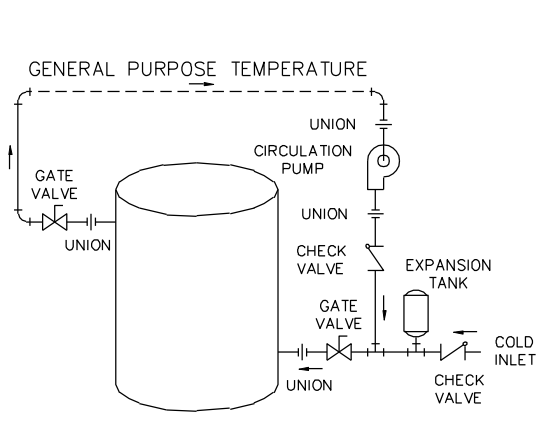 GENERAL PURPOSE TEMPERATURE
UNION
CIRCULATION
PUMP
GATE
VALVE
UNION
UNION
CHECK
VALVE
EXPANSION
TANK
GATE
VALVE
COLD
INLET
UNION
CHECK
VALVE